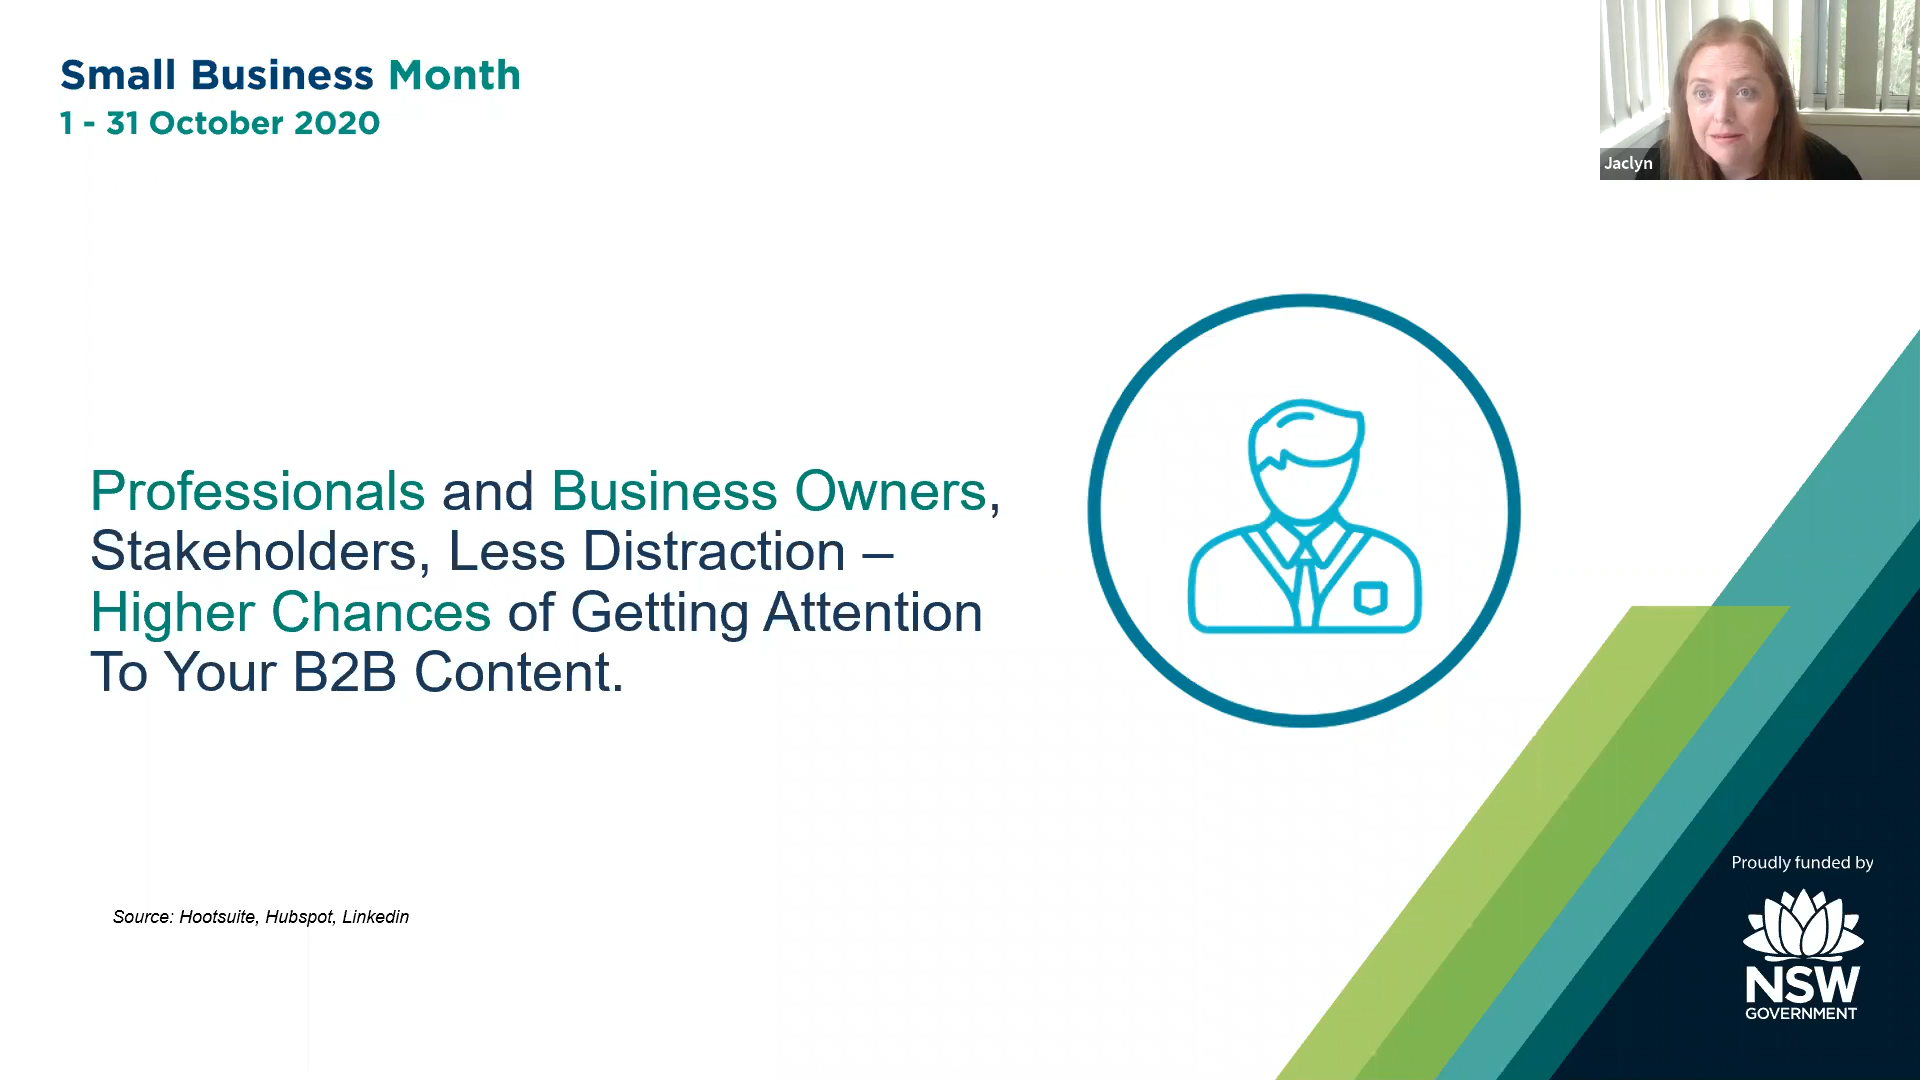 Small Business Month
1 - 31 October 2020
Jaclyn
Professionals and Business Owners,
Stakeholders, Less Distraction –
Higher Chances of Getting Attention
To Your B2B Content.
Source: Hootsuite, Hubspot, Linkedin
Proudly funded by
NSW
GOVERNMENT